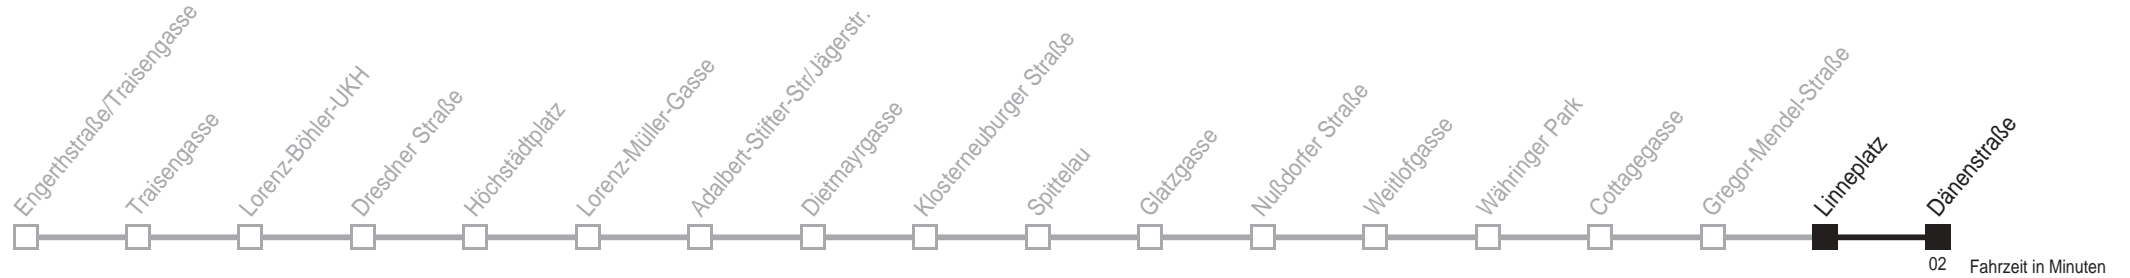 Engerthstraße/Traisengasse
Traisengasse
Lorenz-Böhler-UKH
Dresdner Straße
Höchstädtplatz
Lorenz-Müller-Gasse
Adalbert-Stifter-Str/Jägerstr.
Dietmayrgasse
Klosterneuburger Straße
Spittelau
Glatzgasse
Nußdorfer Straße
Weitlofgasse
Währinger Park
Cottagegasse
Gregor-Mendel-Straße
Linneplatz
Dänenstraße
02 Fahrzeit in Minuten